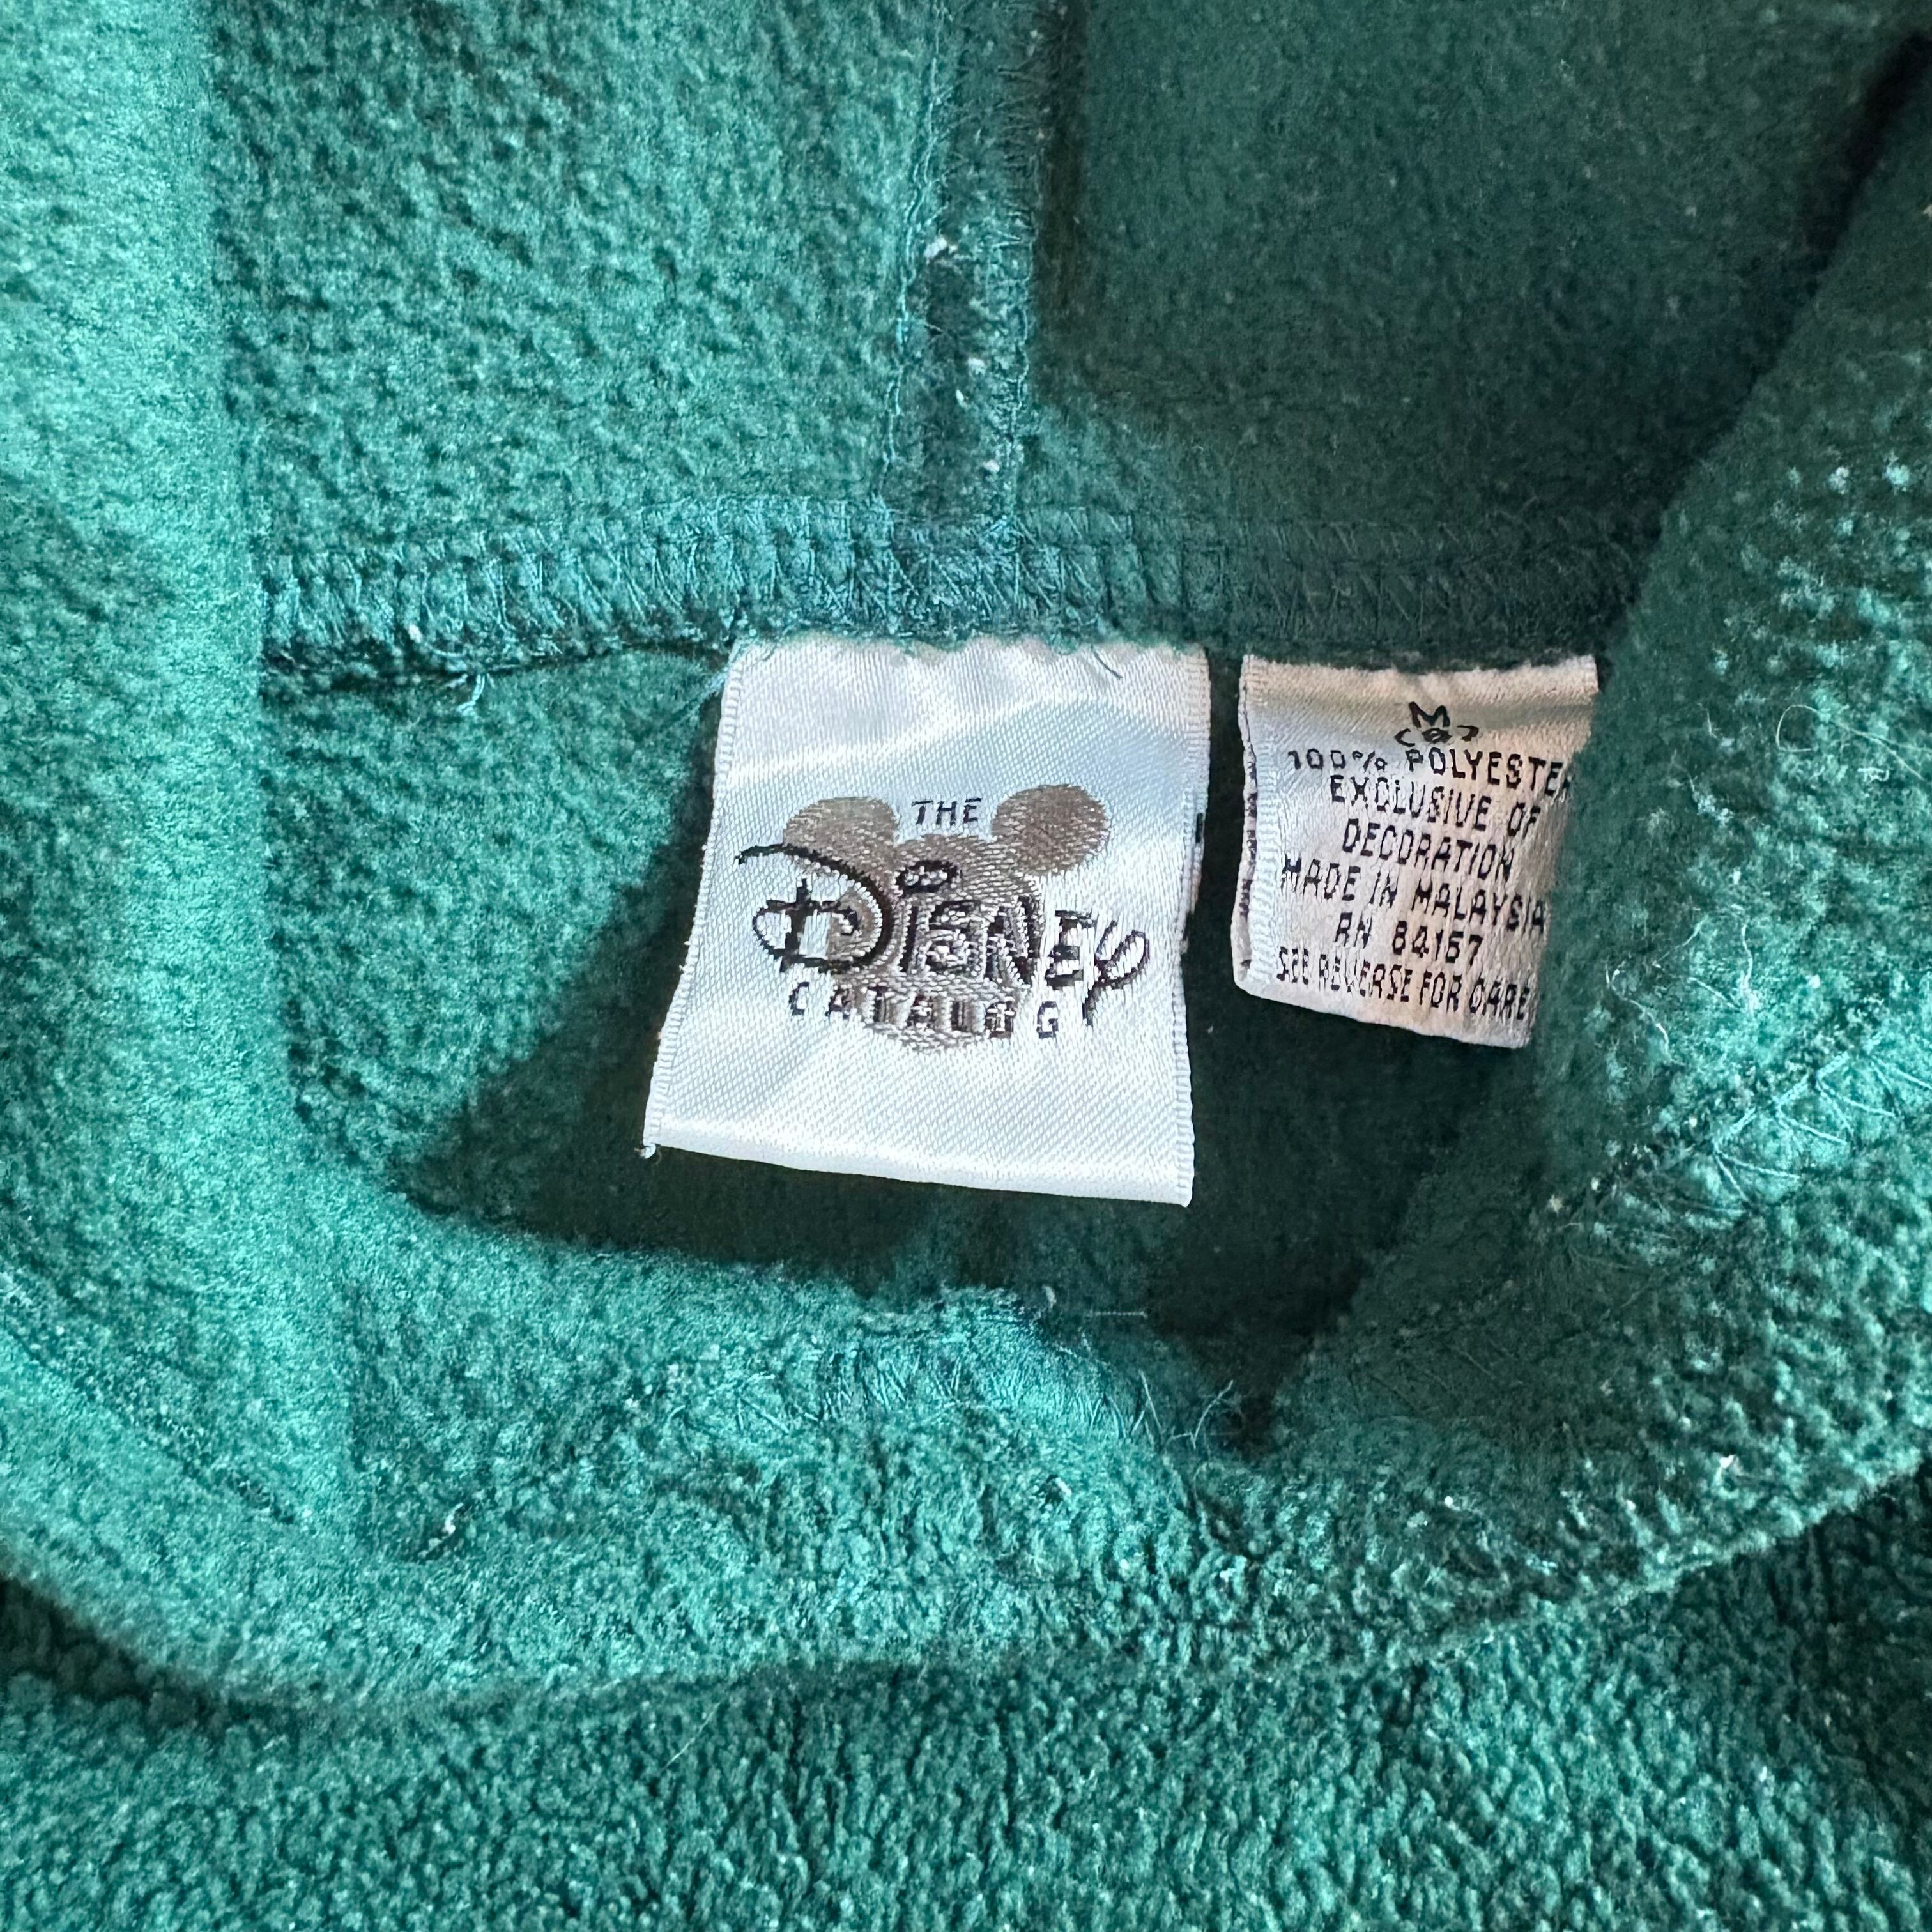 THE
DISNEY
CATALOG
M
100% POLYESTER
EXCLUSIVE OF
DECORATION
MADE IN MALAYSIA
RN 84157
SEE REVERSE FOR CARE